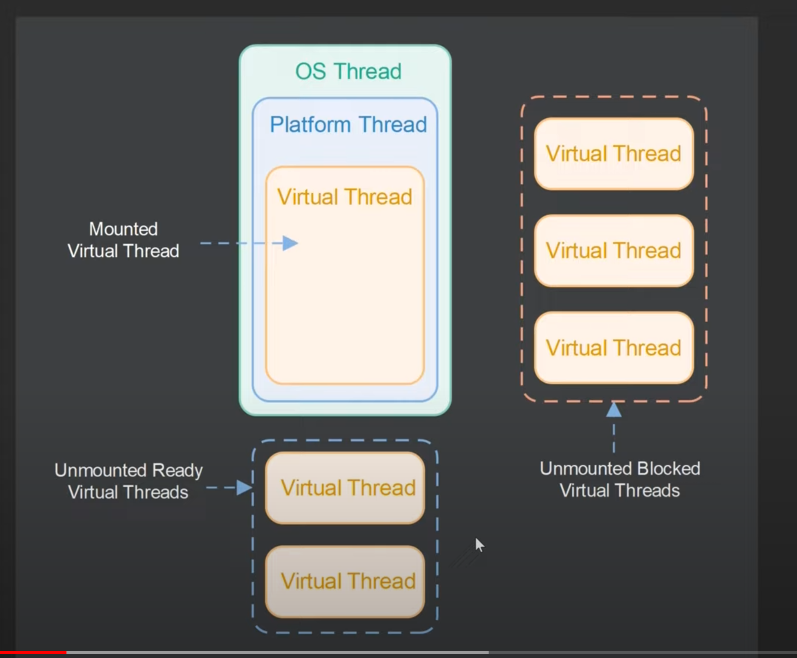 OS Thread
Platform Thread
Virtual Thread
Mounted
Virtual Thread
Virtual Thread
Virtual Thread
Virtual Thread
Unmounted Blocked
Virtual Threads
Unmounted Ready
Virtual Threads
Virtual Thread
Virtual Thread